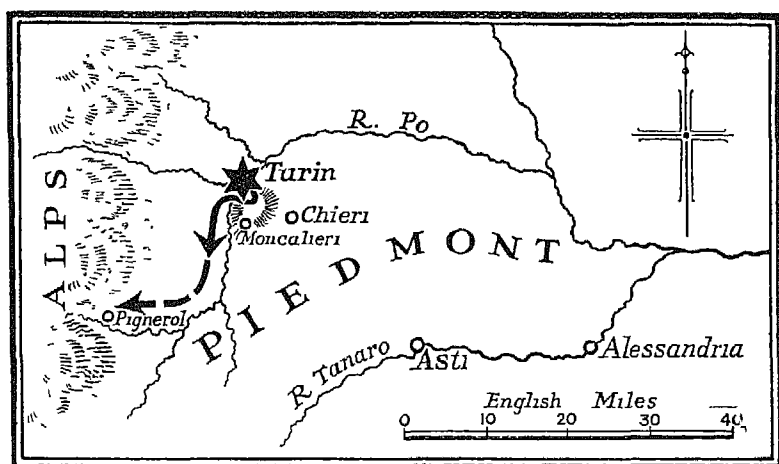 R. Po
Turin
Chieri
Moncalieri
ALPS
PIEDMONT
Pignerol
R Tanaro
Asti
Alessandria
English Miles
0 10 20 30 40